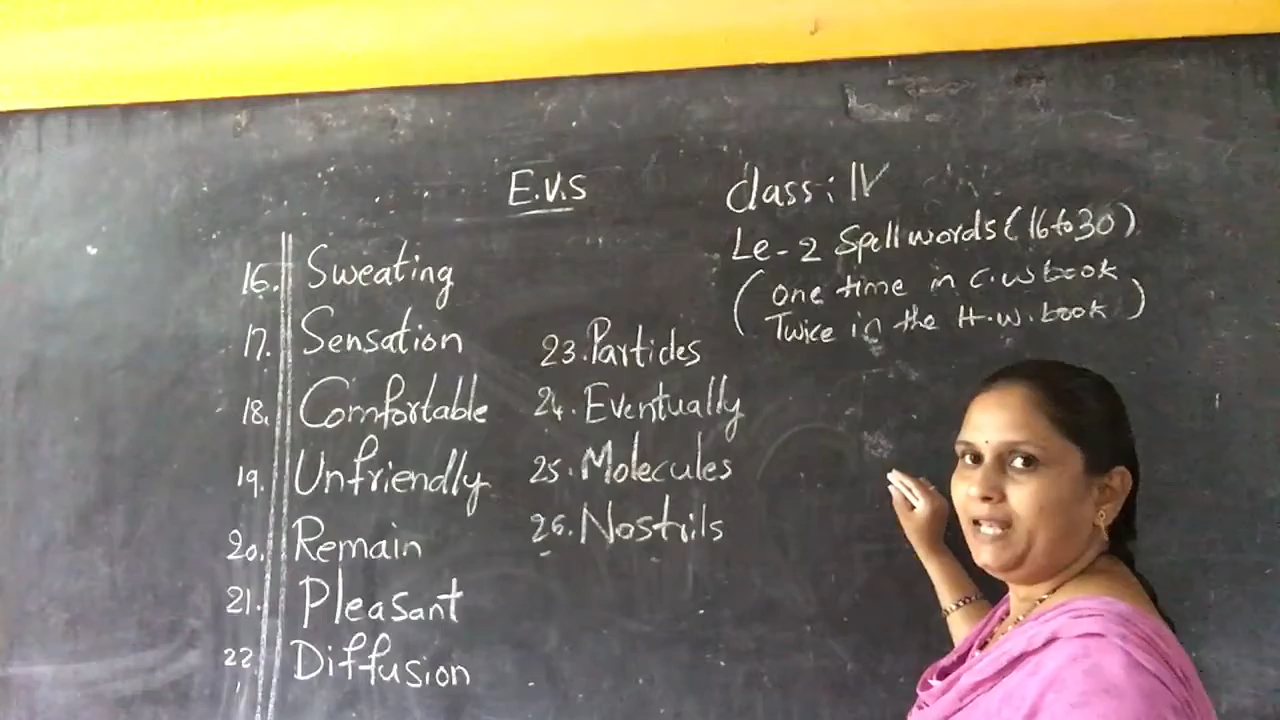 E.V.S
Class: IV
Le-2 Spell words (16 to 30)
(One time in C.W book
Twice in the H.W. book)
16. Sweating
17. Sensation
18. Comfortable
19. Unfriendly
20. Remain
21. Pleasant
22. Diffusion
23. Particles
24. Eventually
25. Molecules
26. Nostrils